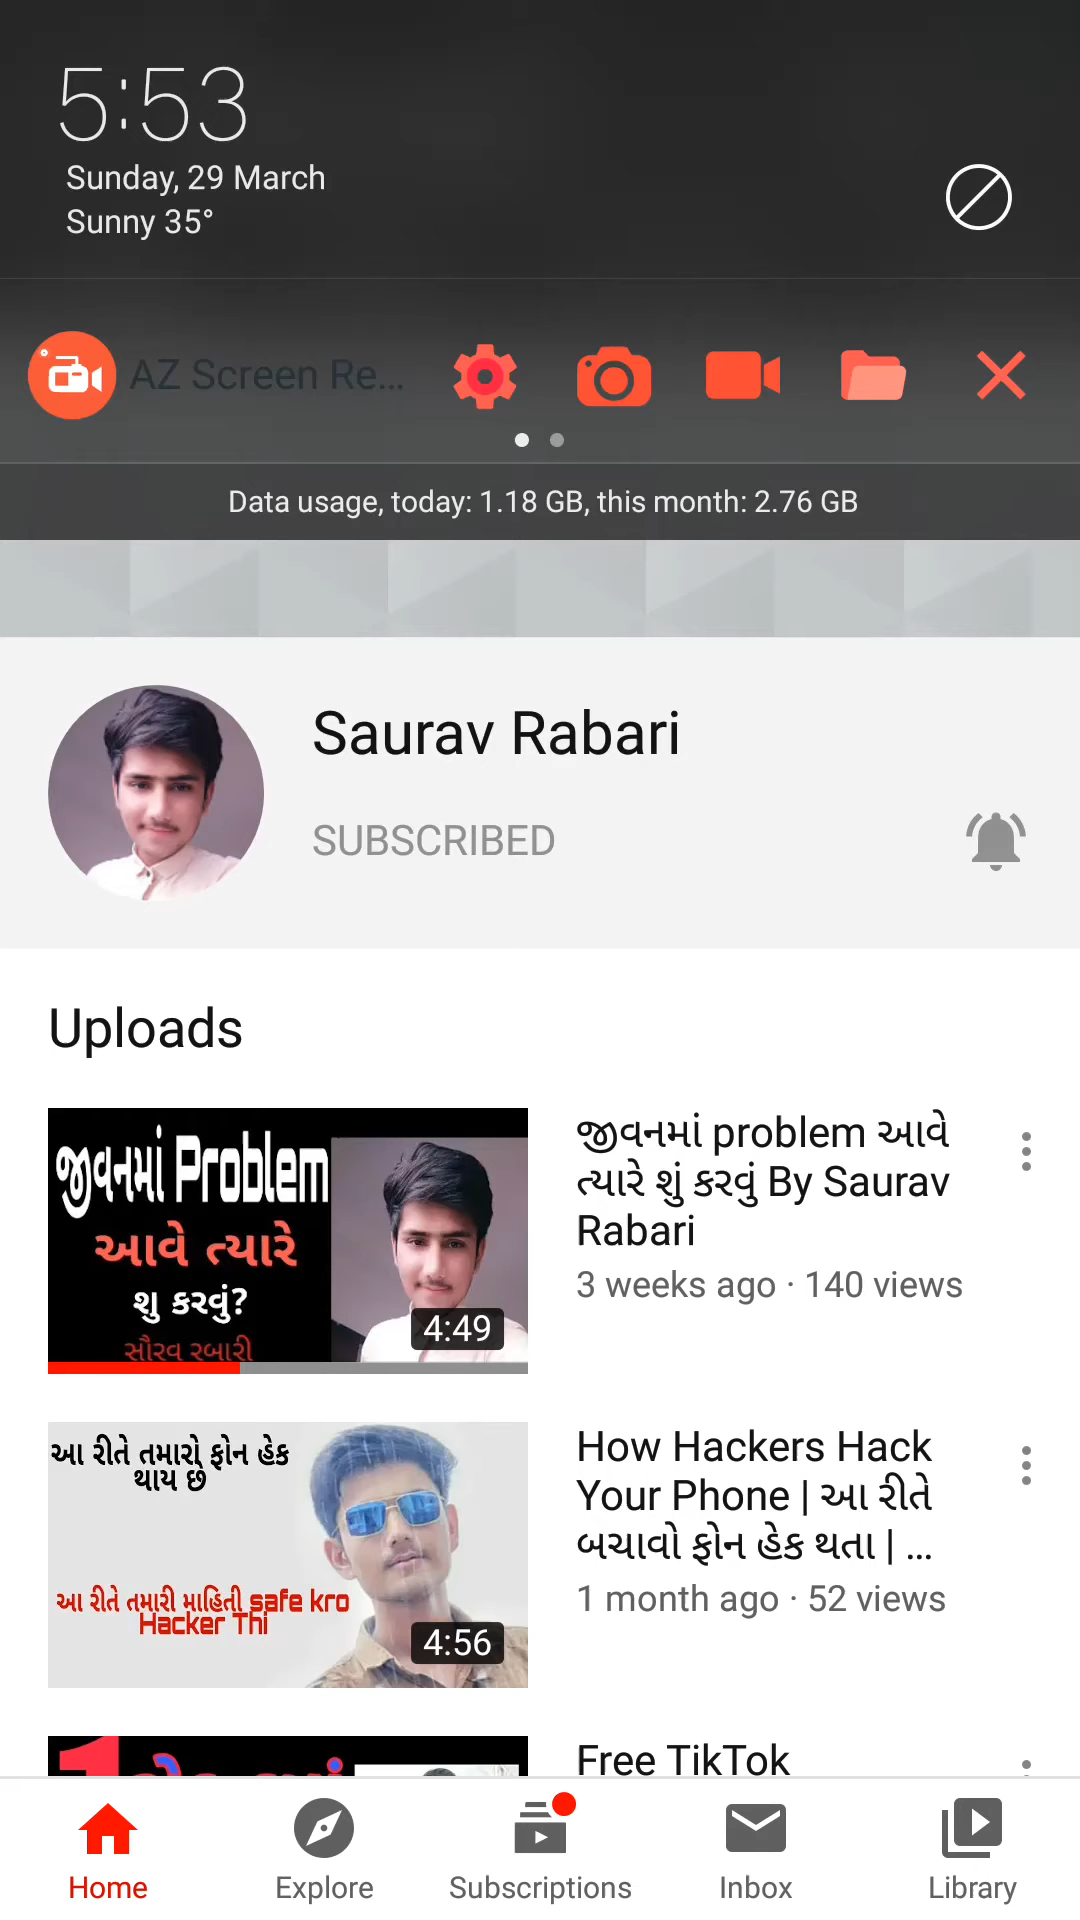 5:53
Sunday, 29 March
Sunny 35°
AZ Screen Re...
Data usage, today: 1.18 GB, this month: 2.76 GB
Saurav Rabari
SUBSCRIBED
Uploads
જીવનમાં Problem
આવે ત્યારે
શુ કરવું?
સૌરવ રબારી
4:49
જીવનમાં problem આવે
ત્યારે શું કરવું By Saurav
Rabari
3 weeks ago · 140 views
આ રીતે તમારો ફોન હેક
થાય છે
આ રીતે તમારી માહિતી safe kro
Hacker Thi
4:56
How Hackers Hack
Your Phone | આ રીતે
બચાવો ફોન હેક થતા | ...
1 month ago · 52 views
1
Free TikTok
Home
Explore
Subscriptions
Inbox
Library